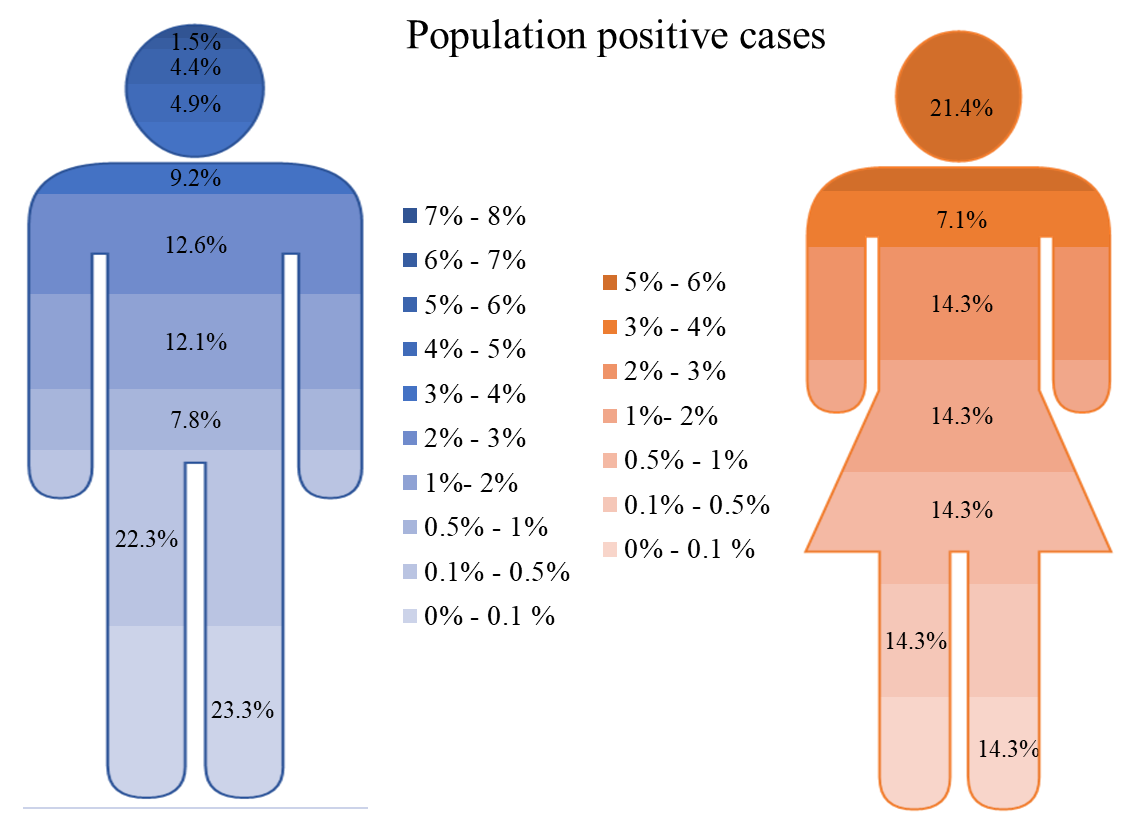 Population positive cases
1.5%
4.4%
4.9%
9.2%
12.6%
12.1%
7.8%
22.3%
23.3%
7% - 8%
6% - 7%
5% - 6%
4% - 5%
3% - 4%
2% - 3%
1%- 2%
0.5% - 1%
0.1% - 0.5%
0% - 0.1 %
5% - 6%
3% - 4%
2% - 3%
1%- 2%
0.5% - 1%
0.1% - 0.5%
0% - 0.1 %
21.4%
7.1%
14.3%
14.3%
14.3%
14.3%
14.3%